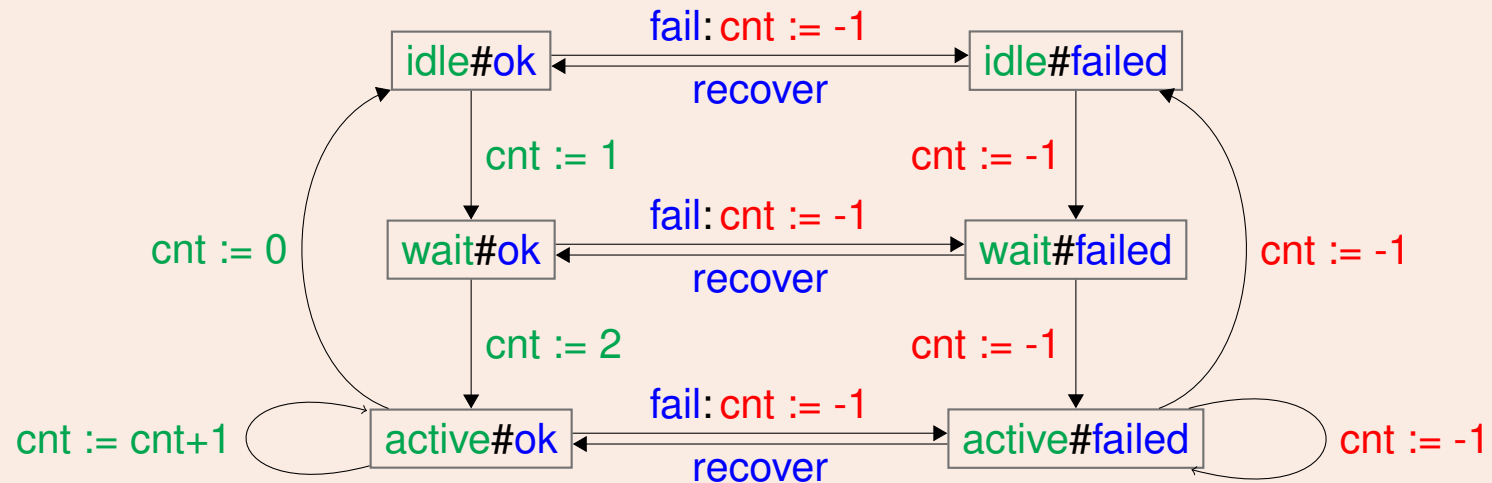 fail: cnt := -1
idle#ok
idle#failed
recover
cnt := 1
cnt := -1
fail: cnt := -1
cnt := 0
wait#ok
wait#failed
cnt := -1
recover
cnt := 2
cnt := -1
fail: cnt := -1
cnt := cnt+1
active#ok
active#failed
cnt := -1
recover